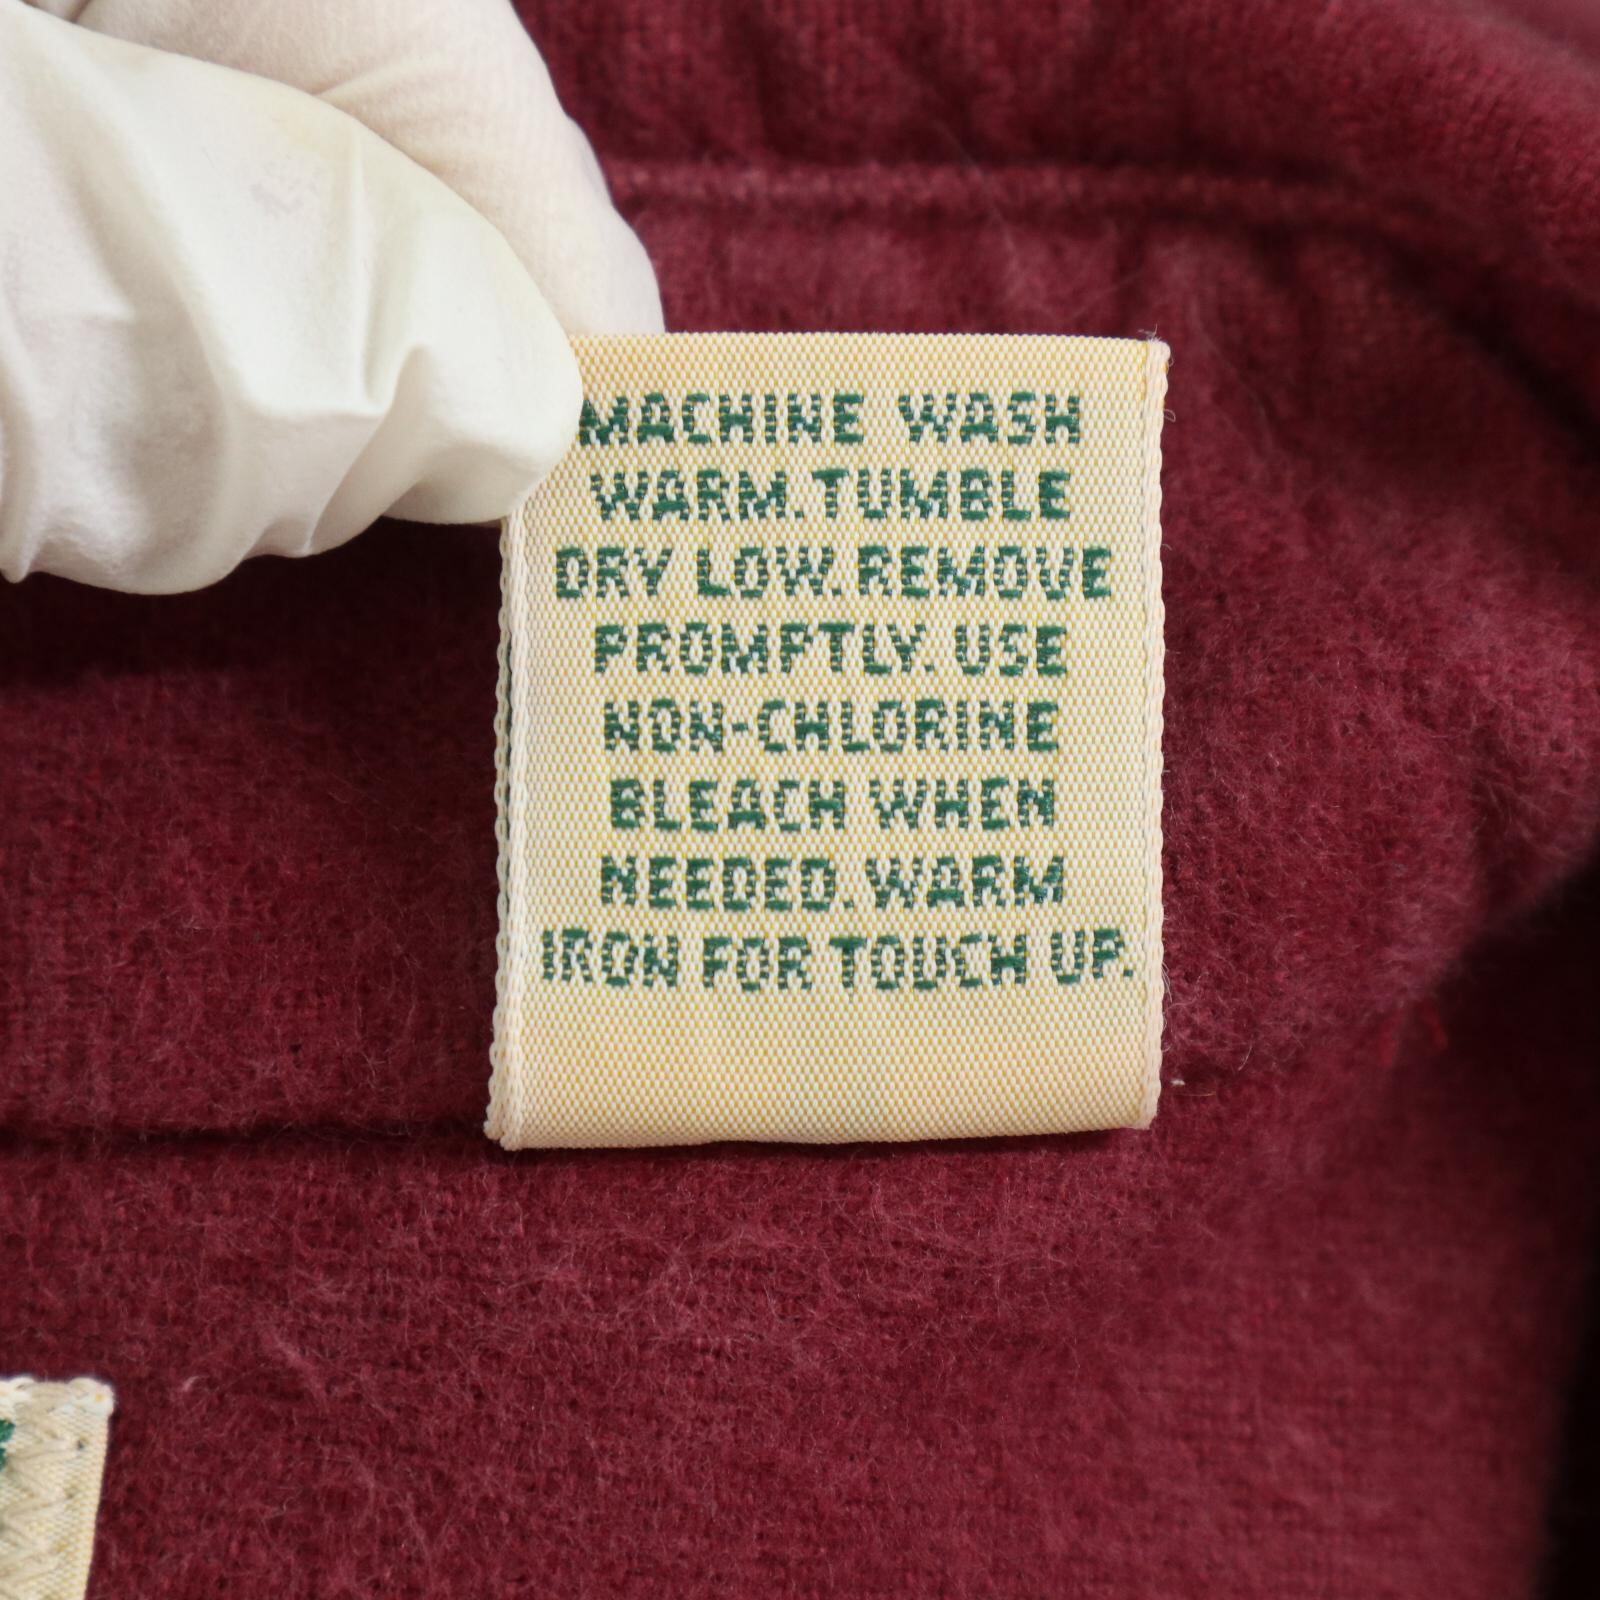 MACHINE WASH
WARM. TUMBLE
DRY LOW. REMOVE
PROMPTLY. USE
NON-CHLORINE
BLEACH WHEN
NEEDED. WARM
IRON FOR TOUCH UP.